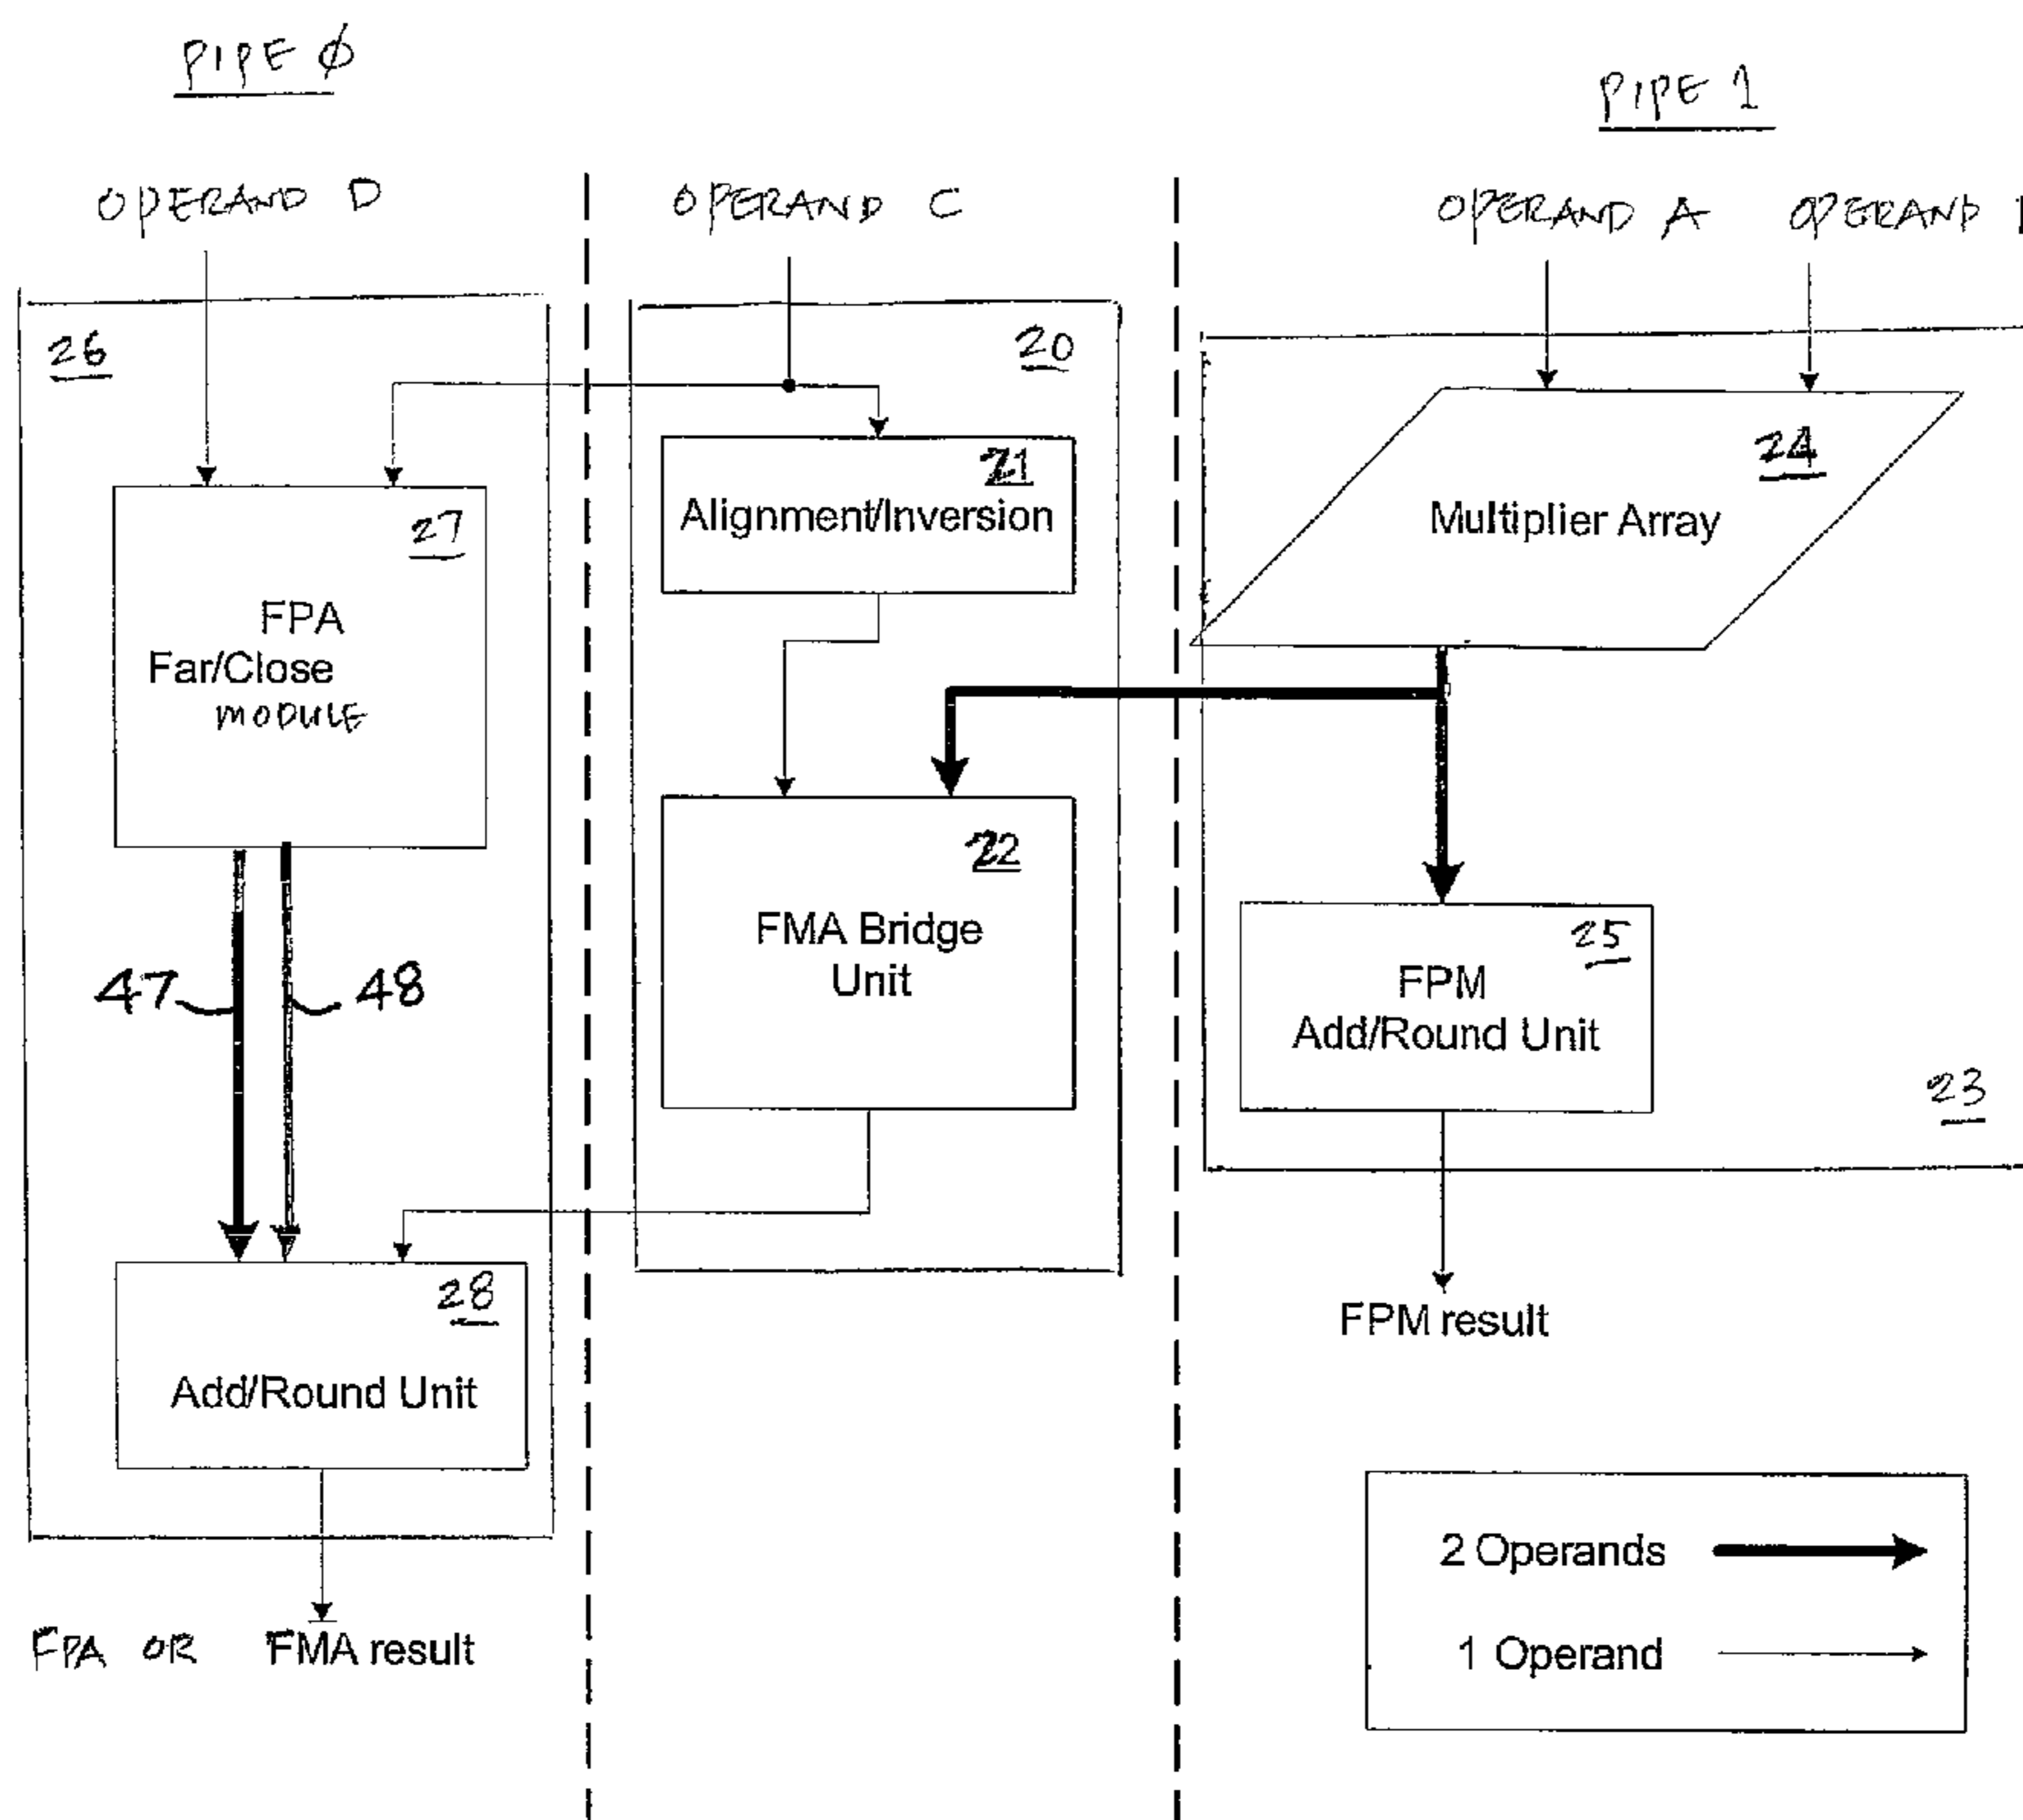 PIPE Ø
PIPE 1
OPERAND D
OPERAND C
OPERAND A
OPERAND
26
20
24
Multiplier Array
21
Alignment/Inversion
27
FPA
Far/Close
MODULE
22
FMA Bridge
Unit
25
FPM
Add/Round Unit
23
47
48
28
Add/Round Unit
FPM result
FPA OR FMA result
2 Operands
1 Operand